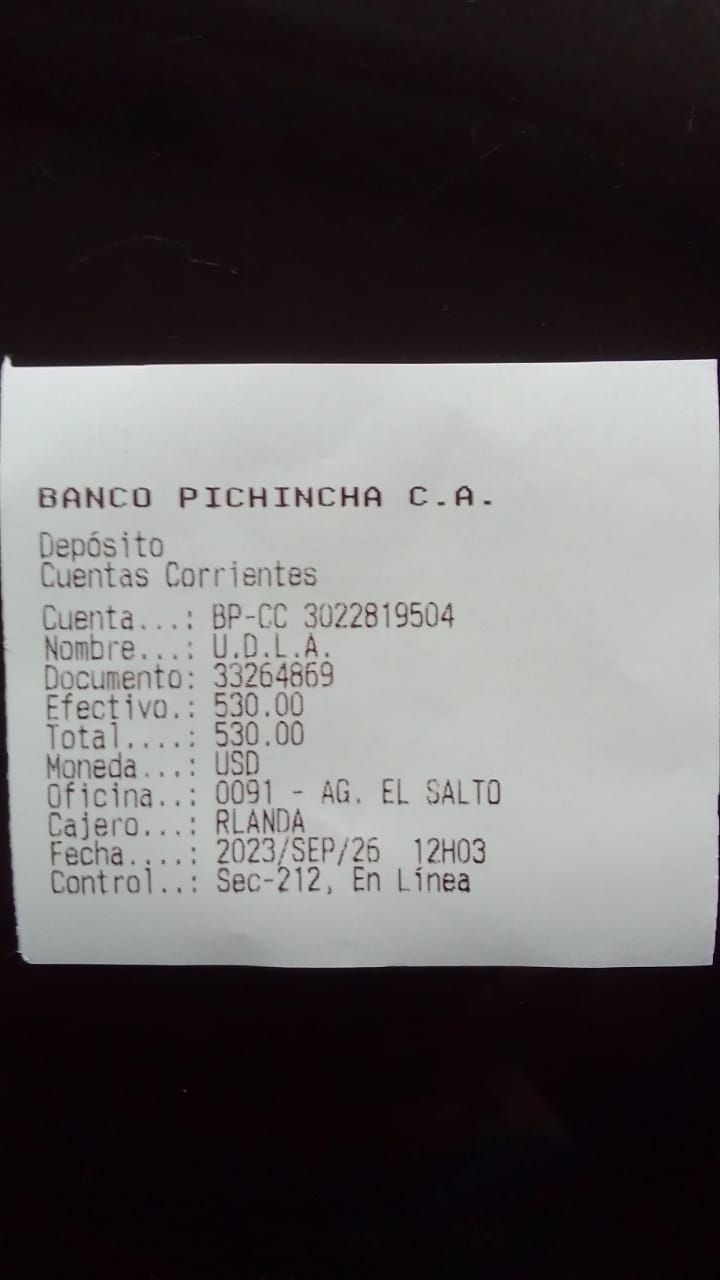 BANCO PICHINCHA C.A.
Depósito
Cuentas Corrientes
Cuenta...: BP-CC 3022819504
Nombre...: U.D.L.A.
Documento: 33264869
Efectivo.: 530.00
Total....: 530.00
Moneda...: USD
Oficina..: 0091 - AG. EL SALTO
Cajero...: RLANDA
Fecha....: 2023/SEP/26  12H03
Control..: Sec-212, En Línea